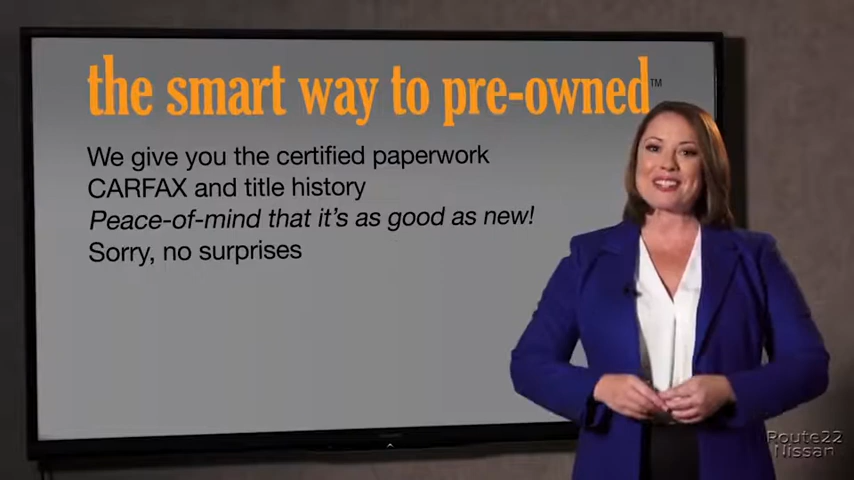 the smart way to pre-owned™
We give you the certified paperwork
CARFAX and title history
Peace-of-mind that it's as good as new!
Sorry, no surprises
Route22
Nissan